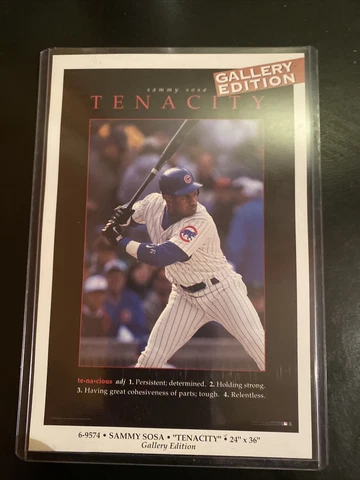 GALLERY
EDITION
sammy sosa
TENACITY
te·na·cious adj 1. Persistent; determined. 2. Holding strong.
3. Having great cohesiveness of parts; tough. 4. Relentless.
6-9574 • SAMMY SOSA • "TENACITY" • 24" x 36"
Gallery Edition